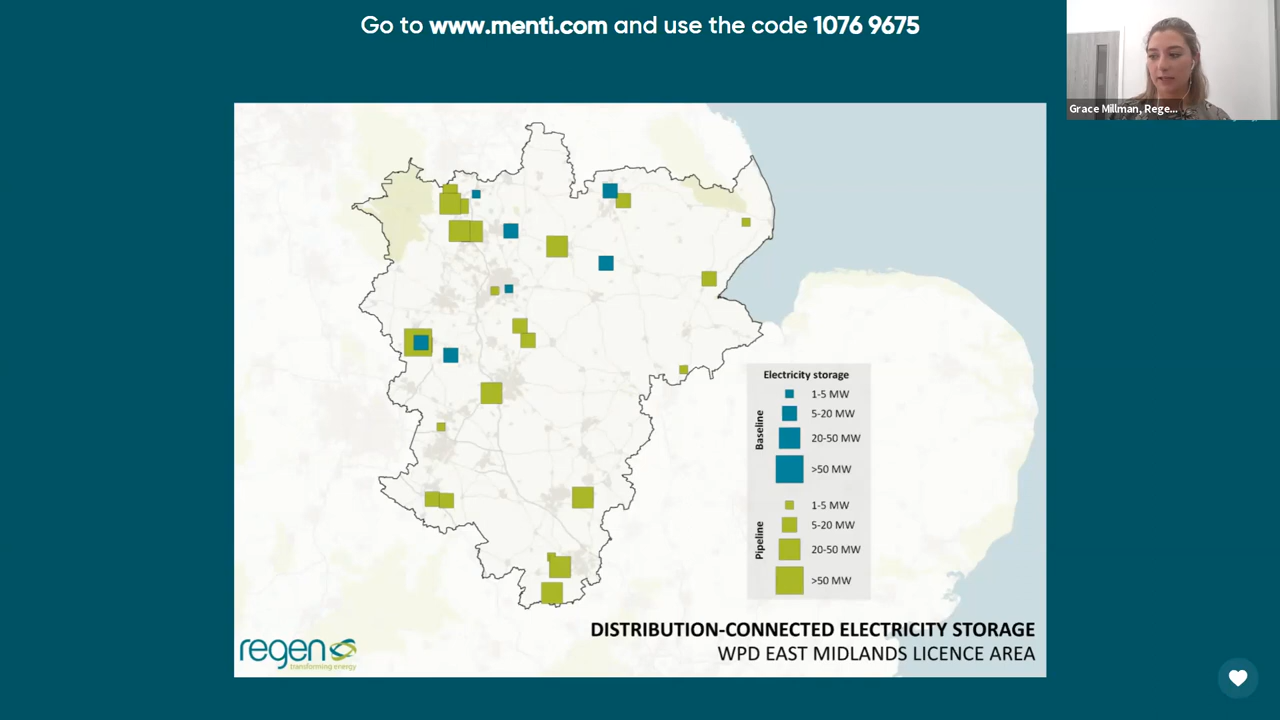 Go to www.menti.com and use the code 1076 9675
Grace Millman, Rege...
Electricity storage
Baseline
1-5 MW
5-20 MW
20-50 MW
>50 MW
Pipeline
1-5 MW
5-20 MW
20-50 MW
>50 MW
DISTRIBUTION-CONNECTED ELECTRICITY STORAGE
WPD EAST MIDLANDS LICENCE AREA
regen
transforming energy